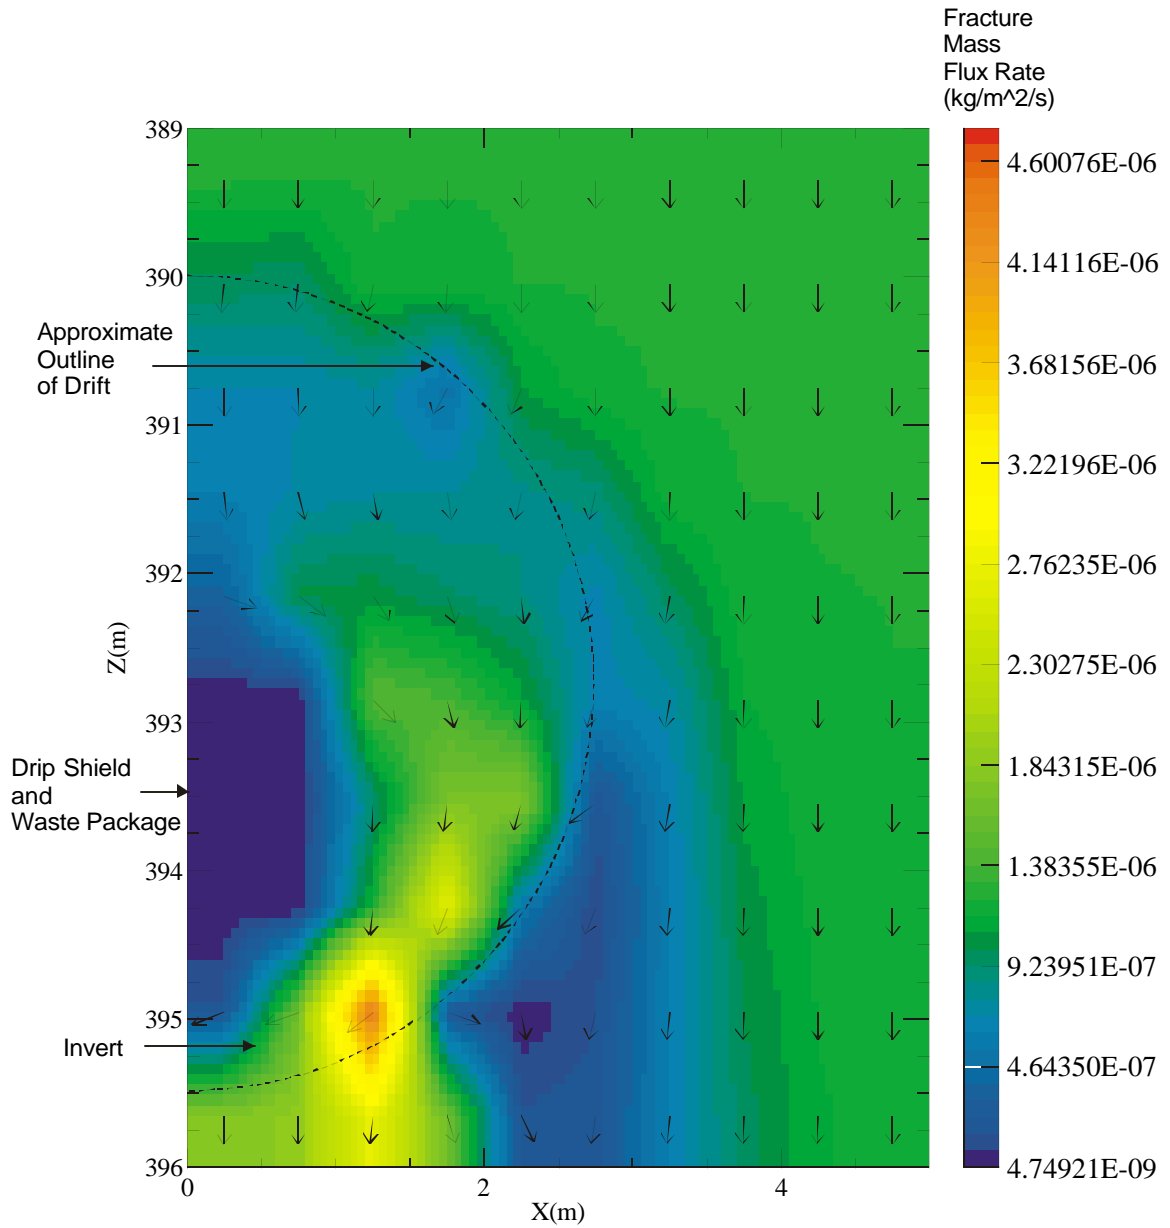 Fracture
Mass
Flux Rate
(kg/m^2/s)
389
390
391
392
393
394
395
396
Z(m)
0
2
4
X(m)
Approximate
Outline
of Drift
Drip Shield
and
Waste Package
Invert
4.60076E-06
4.14116E-06
3.68156E-06
3.22196E-06
2.76235E-06
2.30275E-06
1.84315E-06
1.38355E-06
9.23951E-07
4.64350E-07
4.74921E-09